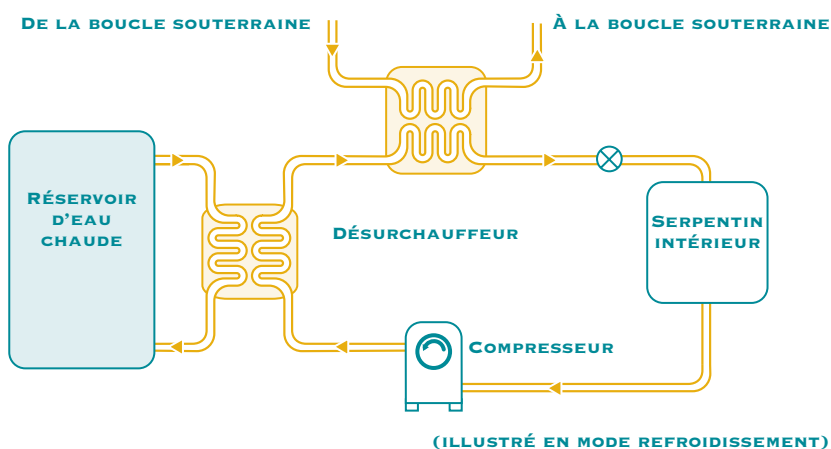 De la boucle souterraine
À la boucle souterraine
Réservoir
d'eau
chaude
Désurchauffeur
Serpentin
intérieur
Compresseur
(illustré en mode refroidissement)